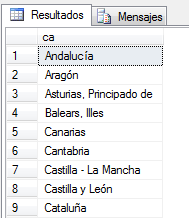 Resultados Mensajes
ca
1 Andalucía
2 Aragón
3 Asturias, Principado de
4 Balears, Illes
5 Canarias
6 Cantabria
7 Castilla - La Mancha
8 Castilla y León
9 Cataluña